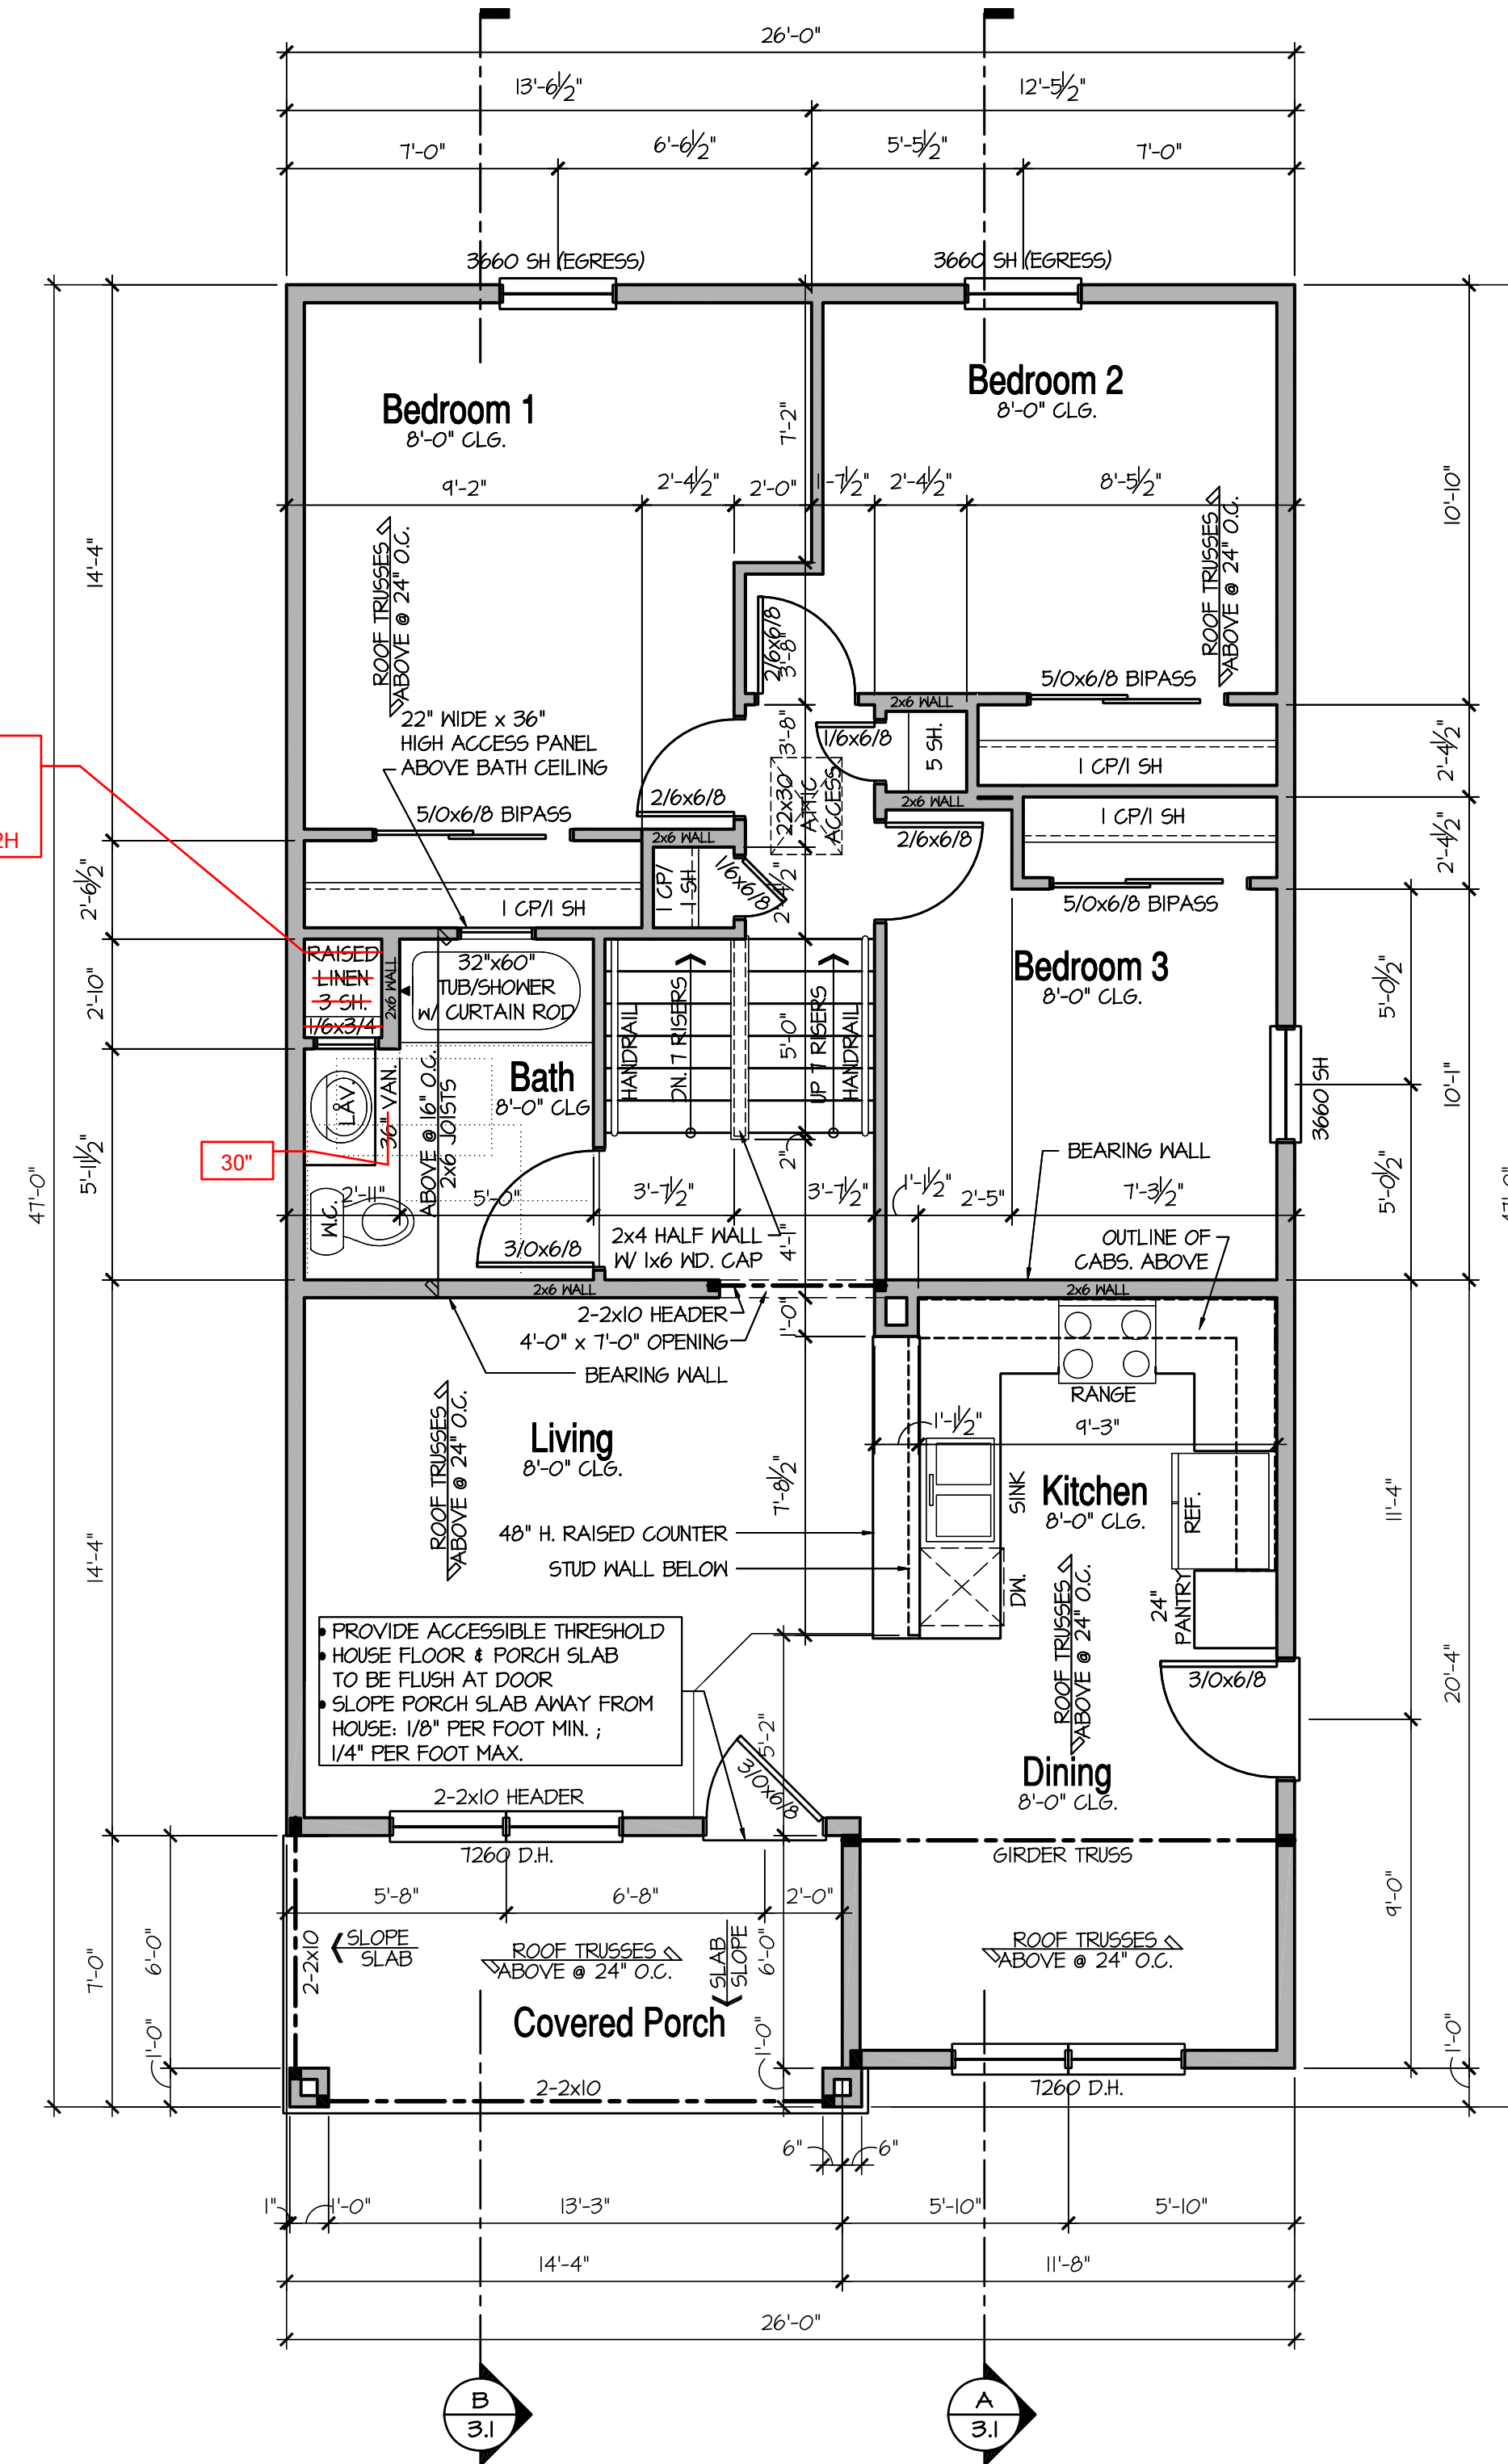 26'-0"
13'-6½"
12'-5½"
7'-0"
6'-6½"
5'-5½"
7'-0"
3660 SH (EGRESS)
3660 SH (EGRESS)
Bedroom 1
8'-0" CLG.
Bedroom 2
8'-0" CLG.
7'-2"
9'-2"
2'-4½"
2'-0"
1'-7½"
2'-4½"
8'-5½"
10'-10"
14'-4"
ROOF TRUSSES
ABOVE @ 24" O.C.
ROOF TRUSSES
ABOVE @ 24" O.C.
2/6x6/8
3'-8"
5/0x6/8 BIPASS
2x6 WALL
22" WIDE x 36"
HIGH ACCESS PANEL
ABOVE BATH CEILING
3'-8"
1/6x6/8
5 SH.
1 CP/1 SH
2'-4½"
22x30
ATTIC
ACCESS
2/6x6/8
2x6 WALL
5/0x6/8 BIPASS
2x6 WALL
2/6x6/8
1 CP/1 SH
2'-4½"
2H
1 CP/
1 SH
1/6x6/8
2'-6½"
1 CP/1 SH
5/0x6/8 BIPASS
RAISED
LINEN
3 SH.
1/6x3/4
2x6 WALL
32"x60"
TUB/SHOWER
W/ CURTAIN ROD
2'-10"
Bedroom 3
8'-0" CLG.
5'-0½"
HANDRAIL
DN. 7 RISERS
5'-0"
UP 7 RISERS
HANDRAIL
Bath
8'-0" CLG
LAV.
36" VAN.
ABOVE @ 16" O.C.
2x6 JOISTS
3660 SH
10'-1"
30"
2"
BEARING WALL
5'-11½"
47'-0"
5'-0½"
47'-0"
2'-11"
5'-0"
3'-7½"
3'-7½"
1'-1½"
2'-5"
7'-3½"
W.C.
3/0x6/8
2x4 HALF WALL
W/ 1x6 WD. CAP
4'-1"
OUTLINE OF
CABS. ABOVE
2x6 WALL
2x6 WALL
2-2x10 HEADER
4'-0" x 7'-0" OPENING
1'-0"
BEARING WALL
RANGE
ROOF TRUSSES
ABOVE @ 24" O.C.
Living
8'-0" CLG.
1'-1½"
9'-3"
7'-8½"
SINK
Kitchen
8'-0" CLG.
REF.
11'-4"
48" H. RAISED COUNTER
STUD WALL BELOW
DW.
14'-4"
ROOF TRUSSES
ABOVE @ 24" O.C.
24"
PANTRY
20'-4"
PROVIDE ACCESSIBLE THRESHOLD
HOUSE FLOOR & PORCH SLAB
TO BE FLUSH AT DOOR
SLOPE PORCH SLAB AWAY FROM
HOUSE: 1/8" PER FOOT MIN. ;
1/4" PER FOOT MAX.
3/0x6/8
5'-2"
3/0x6/8
Dining
8'-0" CLG.
2-2x10 HEADER
7260 D.H.
GIRDER TRUSS
5'-8"
6'-8"
2'-0"
9'-0"
2-2x10
SLOPE
SLAB
ROOF TRUSSES
ABOVE @ 24" O.C.
SLAB
SLOPE
6'-0"
ROOF TRUSSES
ABOVE @ 24" O.C.
7'-0"
6'-0"
Covered Porch
1'-0"
1'-0"
1'-0"
2-2x10
7260 D.H.
6"
6"
1"
1'-0"
13'-3"
5'-10"
5'-10"
14'-4"
11'-8"
26'-0"
B
3.1
A
3.1